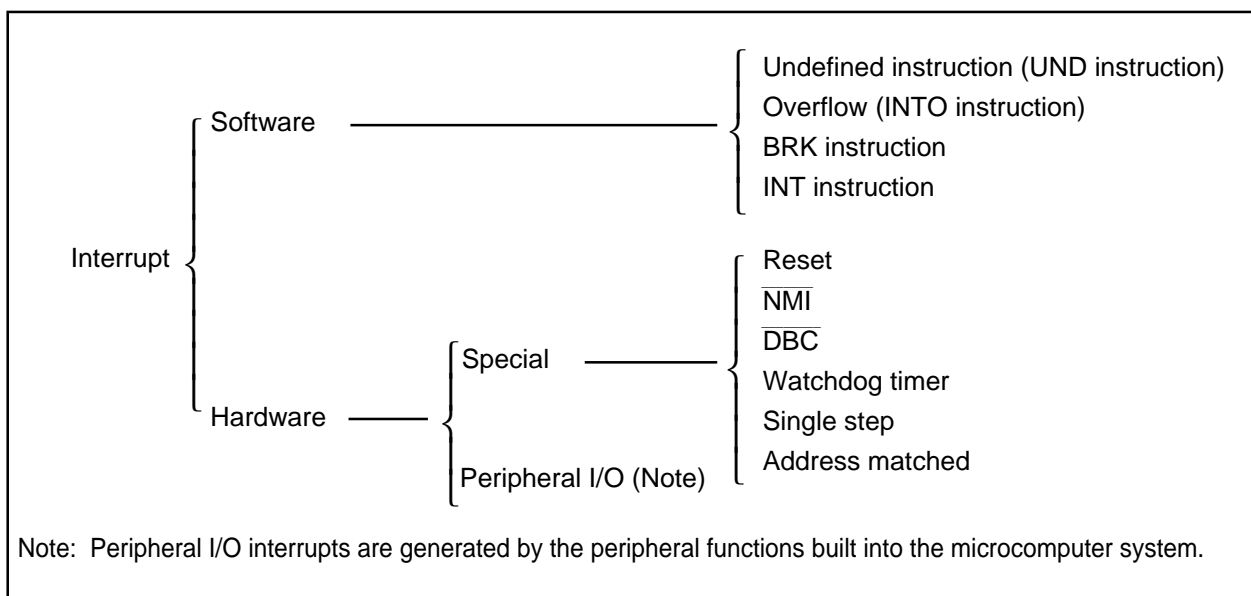 Interrupt
Software
Undefined instruction (UND instruction)
Overflow (INTO instruction)
BRK instruction
INT instruction
Hardware
Special
Reset
N̅M̅I̅
D̅B̅C̅
Watchdog timer
Single step
Address matched
Peripheral I/O (Note)
Note: Peripheral I/O interrupts are generated by the peripheral functions built into the microcomputer system.